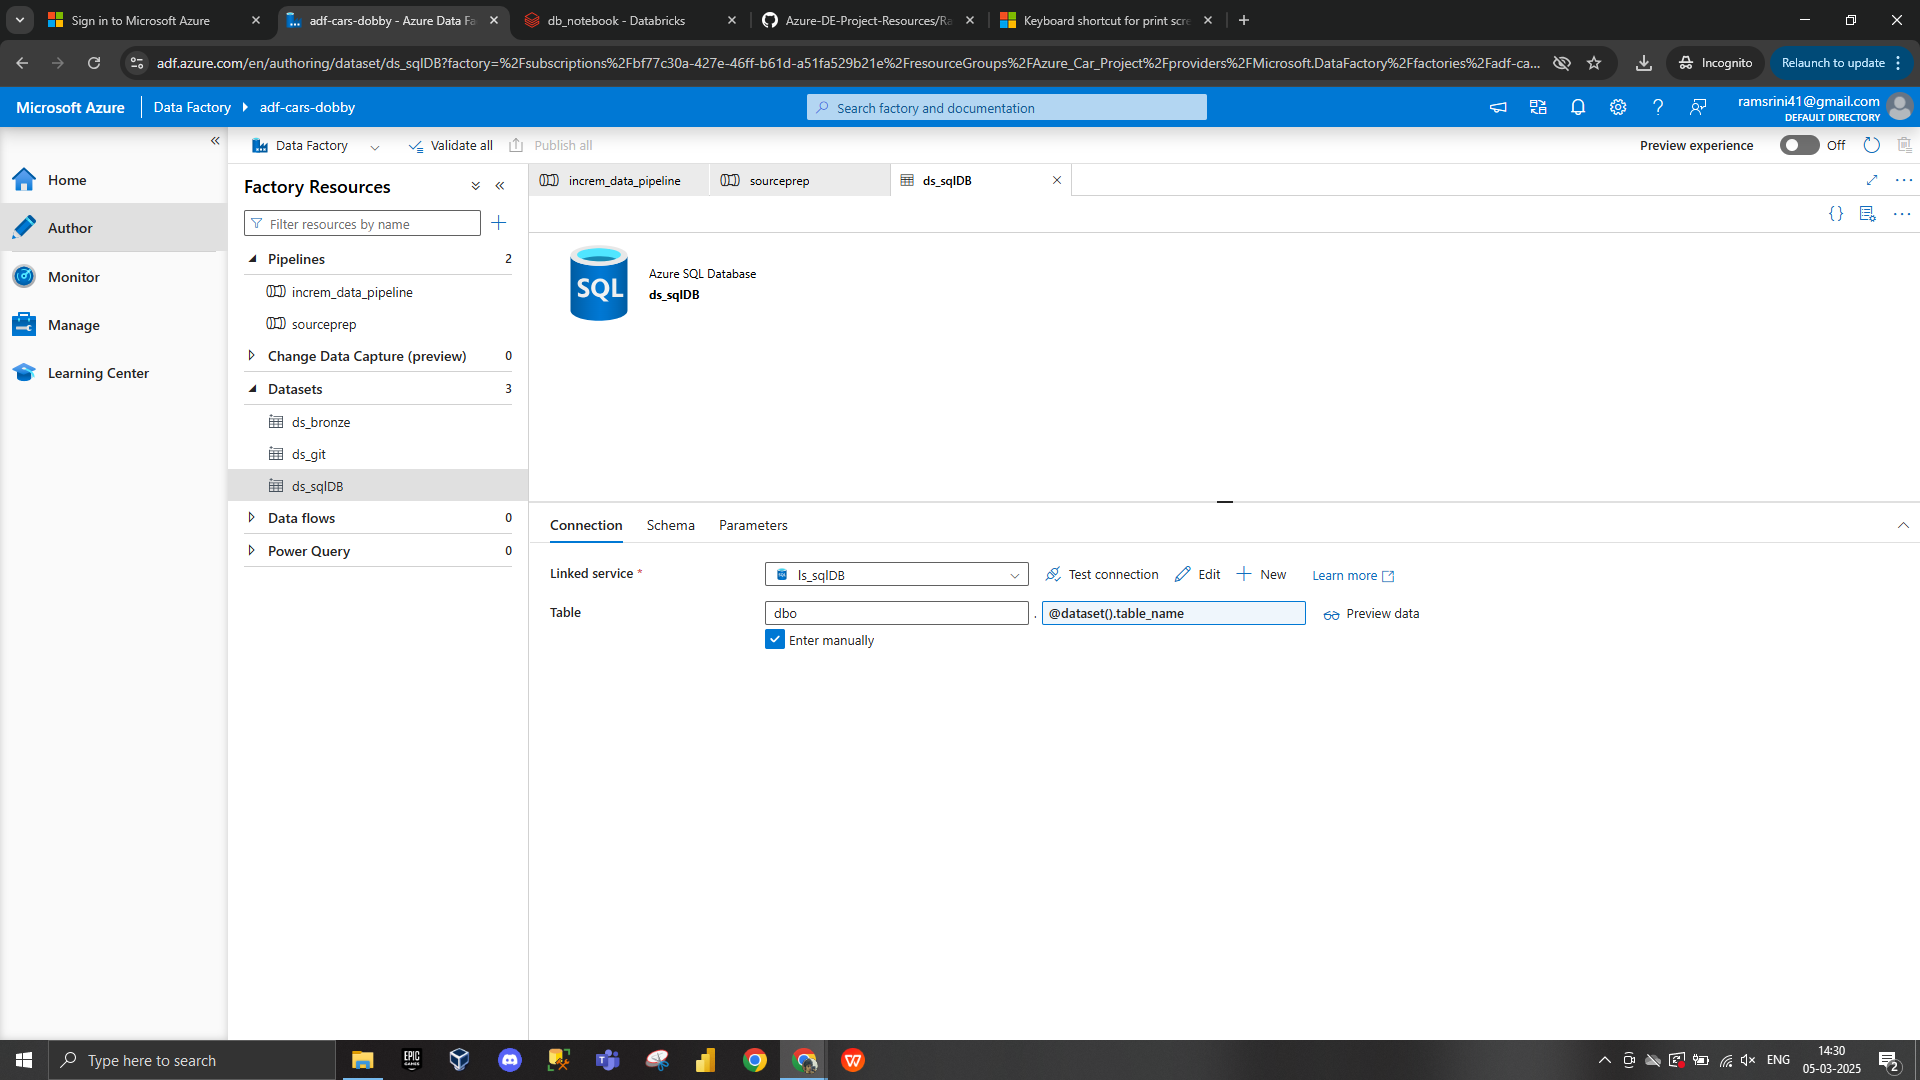 Sign in to Microsoft Azure
adf-cars-dobby - Azure Data Fa
db_notebook - Databricks
Azure-DE-Project-Resources/Ra
Keyboard shortcut for print scre
adf.azure.com/en/authoring/dataset/ds_sqlDB?factory=%2Fsubscriptions%2Fbf77c30a-427e-46ff-b61d-a51fa529b21e%2FresourceGroups%2FAzure_Car_Project%2Fproviders%2FMicrosoft.DataFactory%2Ffactories%2Fadf-ca...
Incognito
Relaunch to update
Microsoft Azure
Data Factory
adf-cars-dobby
Search factory and documentation
ramsrini41@gmail.com
DEFAULT DIRECTORY
Data Factory
Validate all
Publish all
Preview experience
Off
Home
Author
Monitor
Manage
Learning Center
Factory Resources
Filter resources by name
Pipelines 2
increm_data_pipeline
sourceprep
Change Data Capture (preview) 0
Datasets 3
ds_bronze
ds_git
ds_sqlDB
Data flows 0
Power Query 0
increm_data_pipeline
sourceprep
ds_sqlDB
SQL
Azure SQL Database
ds_sqlDB
Connection
Schema
Parameters
Linked service *
ls_sqlDB
Test connection
Edit
New
Learn more
Table
dbo
.
@dataset().table_name
Preview data
Enter manually
Type here to search
EPIC GAMES
ENG
14:30
05-03-2025
2